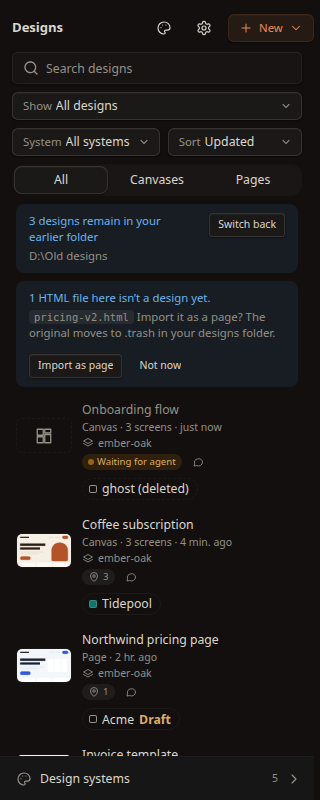 Designs
New
Search designs
Show All designs
System All systems
Sort Updated
All
Canvases
Pages
3 designs remain in your
earlier folder
Switch back
D:\Old designs
1 HTML file here isn't a design yet.
pricing-v2.html Import it as a page? The
original moves to .trash in your designs folder.
Import as page
Not now
Onboarding flow
Canvas · 3 screens · just now
ember-oak
Waiting for agent
ghost (deleted)
Coffee subscription
Canvas · 3 screens · 4 min. ago
ember-oak
3
Tidepool
Northwind pricing page
Page · 2 hr. ago
ember-oak
1
Acme Draft
Invoice template
Design systems
5